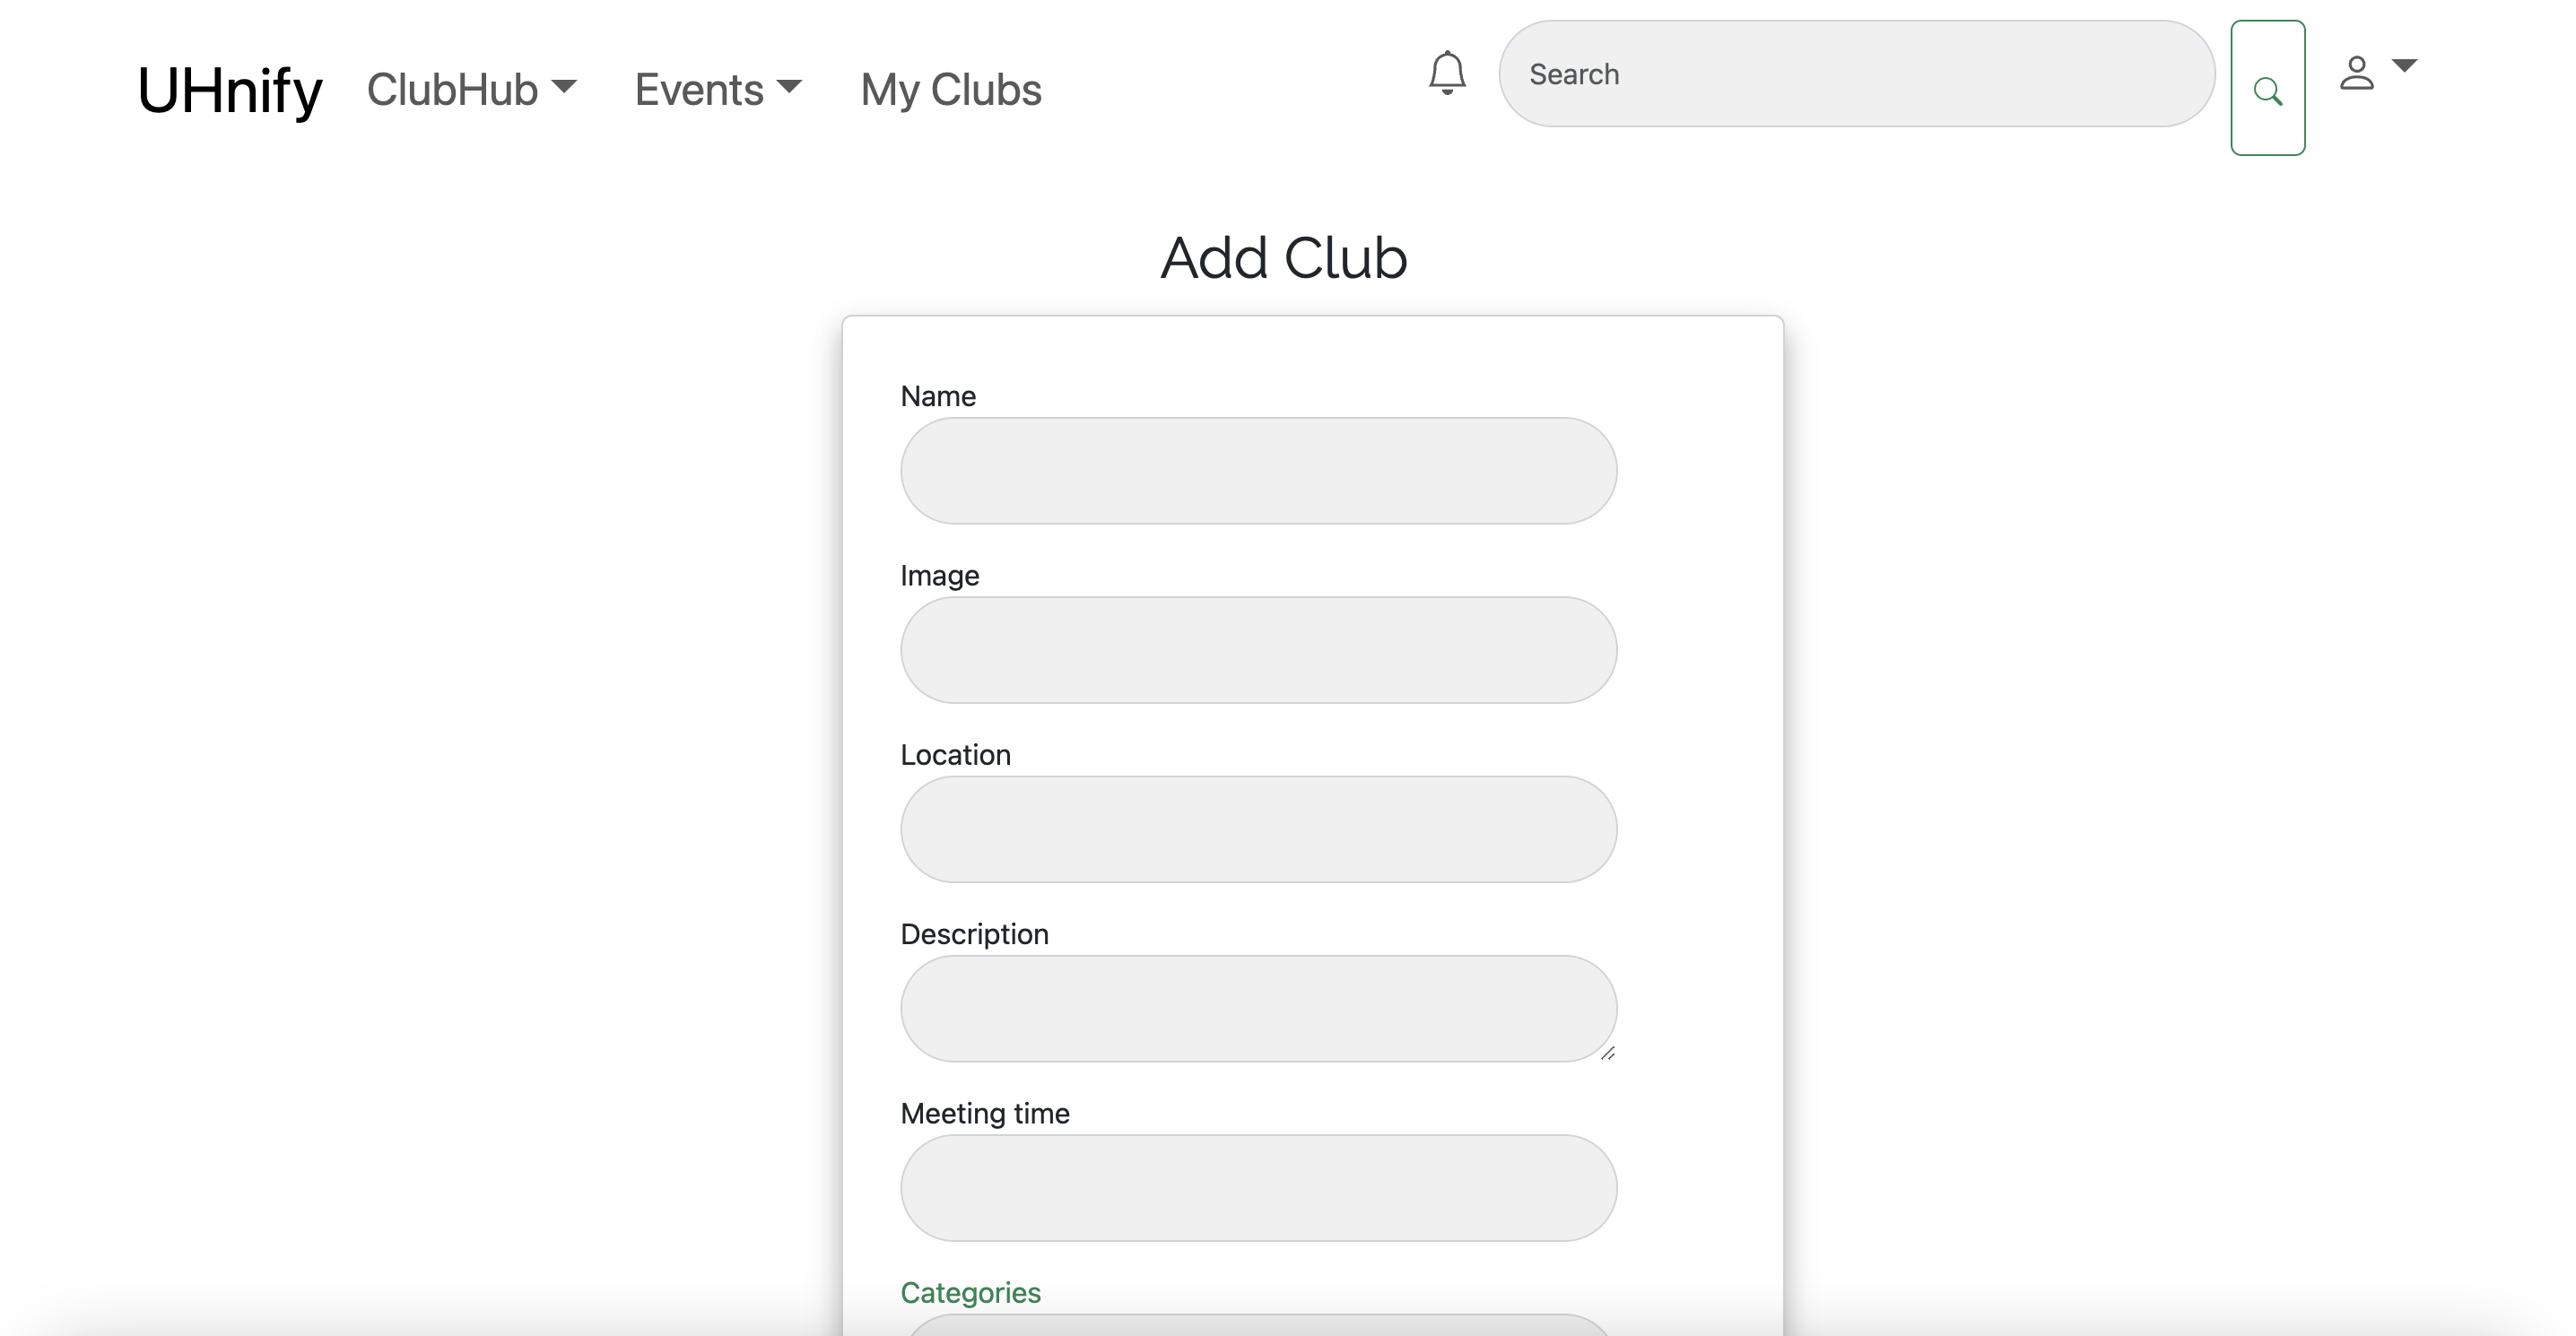 UHnify ClubHub Events My Clubs Search
Add Club
Name
Image
Location
Description
Meeting time
Categories